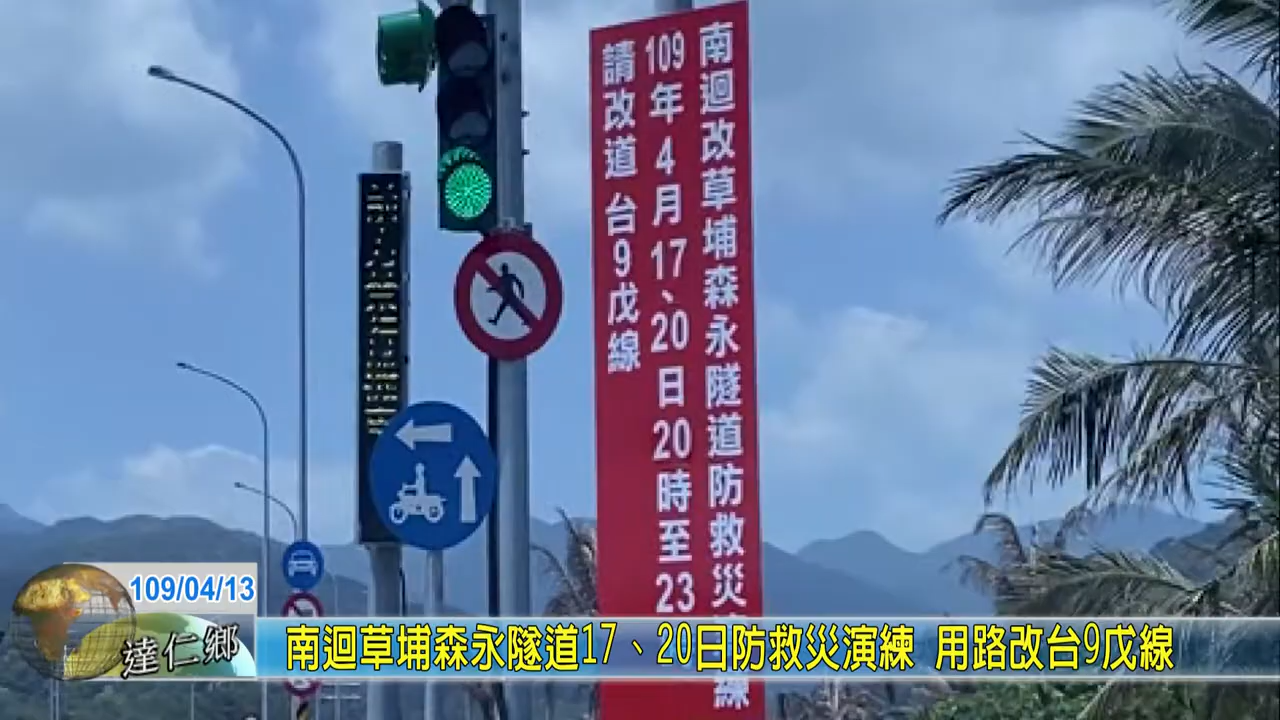 南迴改草埔森永隧道防救災
109年4月17、20日20時至23
請改道 台9戊線
109/04/13
達仁鄉
南迴草埔森永隧道17、20日防救災演練 用路改台9戊線